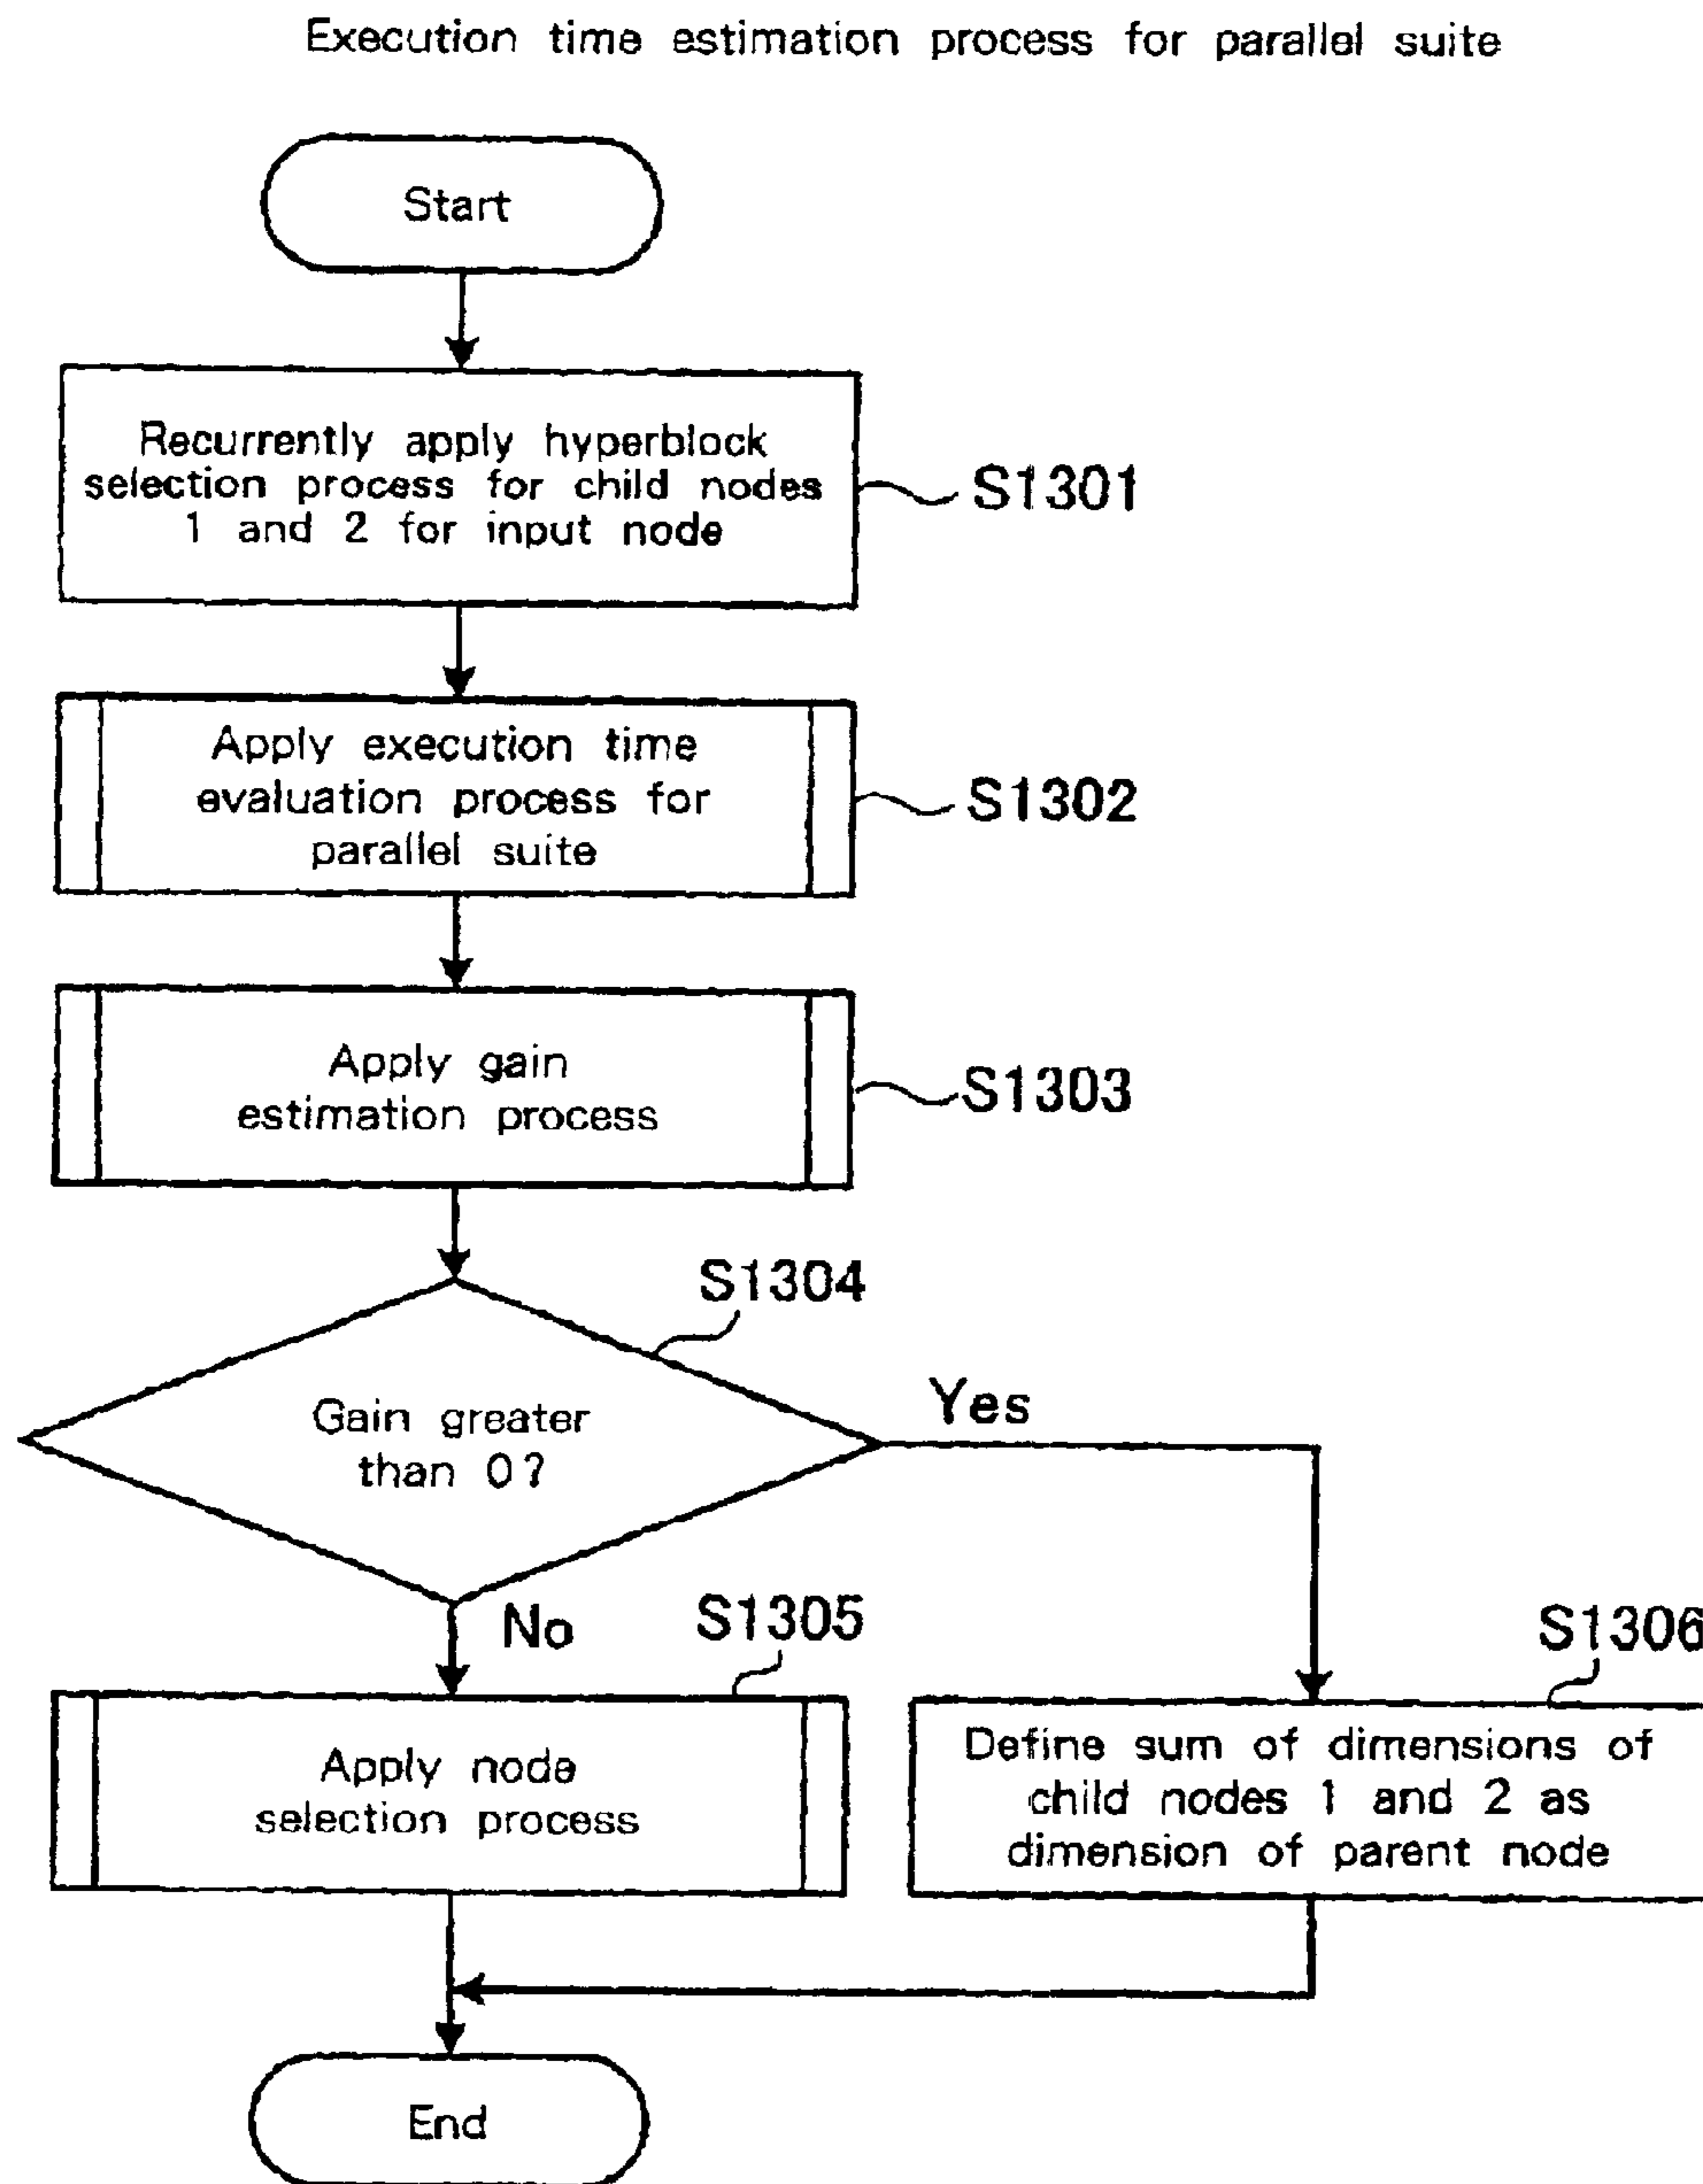 Execution time estimation process for parallel suite
Start
Recurrently apply hyperblock
selection process for child nodes
1 and 2 for input node
S1301
Apply execution time
evaluation process for
parallel suite
S1302
Apply gain
estimation process
S1303
S1304
Gain greater
than 0?
Yes
No
S1305
S1306
Apply node
selection process
Define sum of dimensions of
child nodes 1 and 2 as
dimension of parent node
End